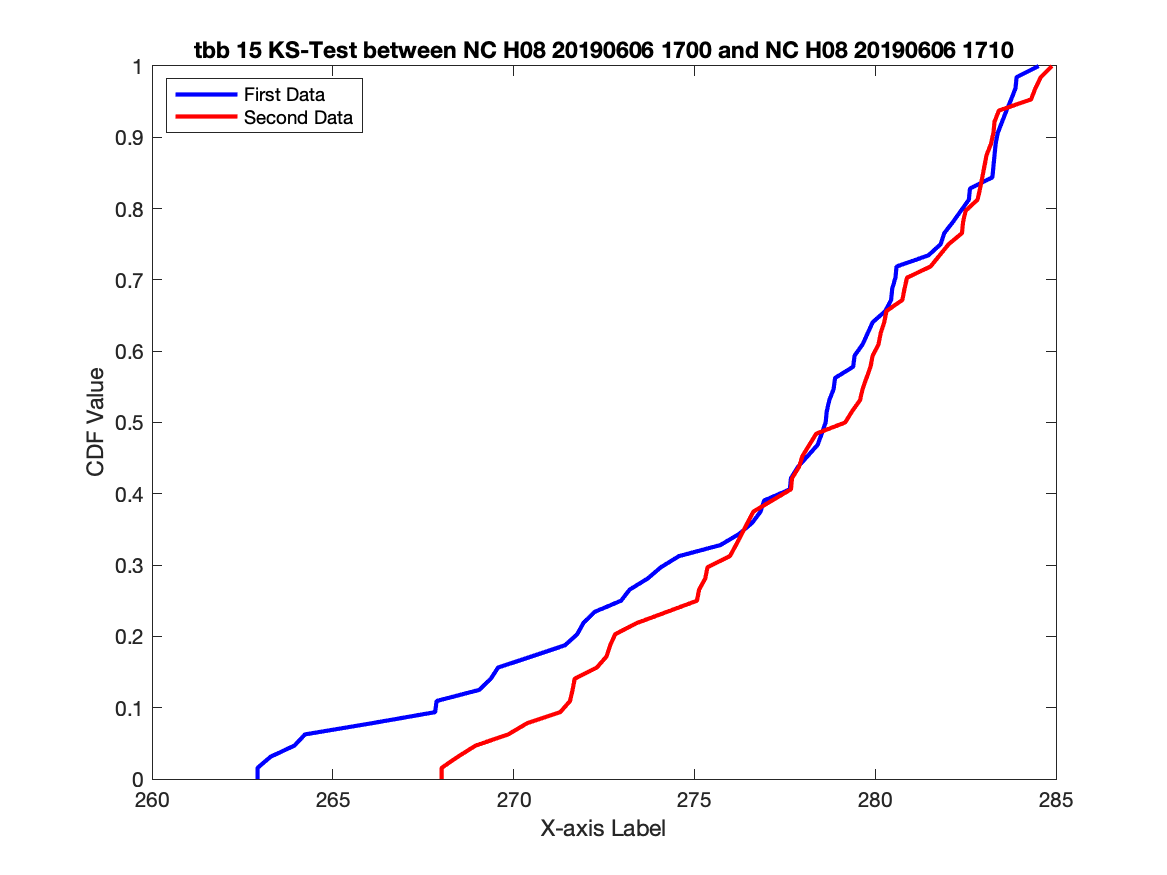 tbb 15 KS-Test between NC H08 20190606 1700 and NC H08 20190606 1710
First Data
Second Data
1
0.9
0.8
0.7
0.6
0.5
0.4
0.3
0.2
0.1
0
CDF Value
260 265 270 275 280 285
X-axis Label